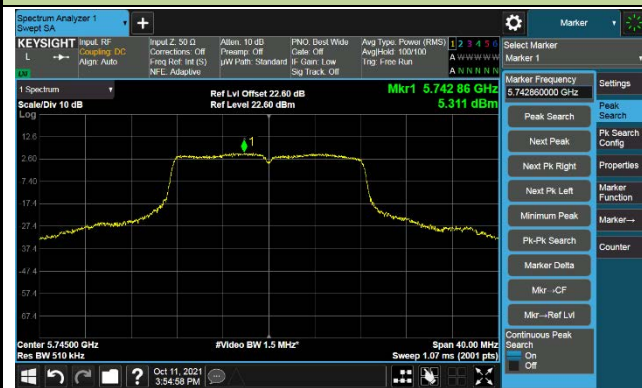 Spectrum Analyzer 1
Swept SA
+
Marker
KEYSIGHT
L
Input: RF
Coupling: DC
Align: Auto
Input Z: 50 Ω
Corrections: Off
Freq Ref: Int (S)
NFE: Adaptive
Atten: 10 dB
Preamp: Off
µW Path: Standard
PNO: Best Wide
Gate: Off
IF Gain: Low
Sig Track: Off
Avg Type: Power (RMS)
Avg|Hold: 100/100
Trig: Free Run
1 2 3 4 5 6
A W W W W W
A N N N N N
Select Marker
Marker 1
1 Spectrum
Scale/Div 10 dB
Log
Ref Lvl Offset 22.60 dB
Ref Level 22.60 dBm
Mkr1 5.742 86 GHz
5.311 dBm
12.6
2.60
-7.40
-17.4
-27.4
-37.4
-47.4
-57.4
-67.4
1
Center 5.74500 GHz
Res BW 510 kHz
#Video BW 1.5 MHz*
Span 40.00 MHz
Sweep 1.07 ms (2001 pts)
Marker Frequency
5.742860000 GHz
Peak Search
Next Peak
Next Pk Right
Next Pk Left
Minimum Peak
Pk-Pk Search
Marker Delta
Mkr→CF
Mkr→Ref Lvl
Continuous Peak
Search
On
Off
Settings
Peak
Search
Pk Search
Config
Properties
Marker
Function
Marker→
Counter
?
Oct 11, 2021
3:54:58 PM